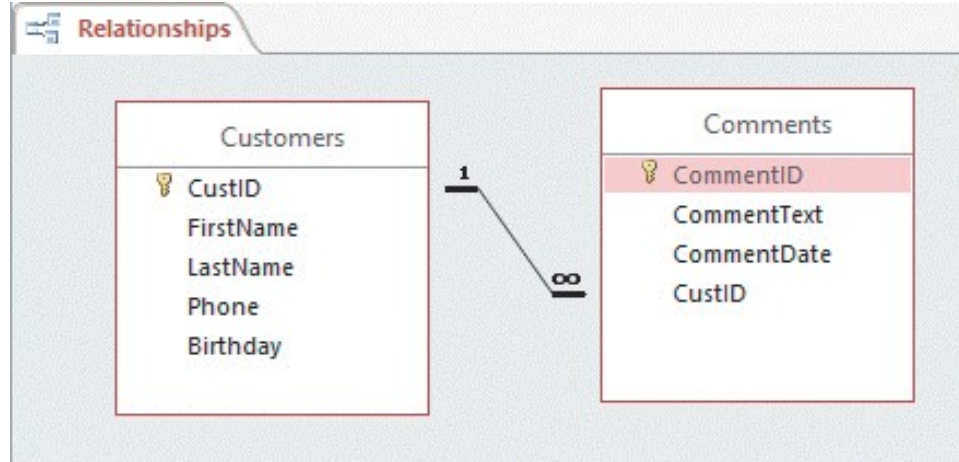 Relationships
Customers
CustID
FirstName
LastName
Phone
Birthday
1
∞
Comments
CommentID
CommentText
CommentDate
CustID